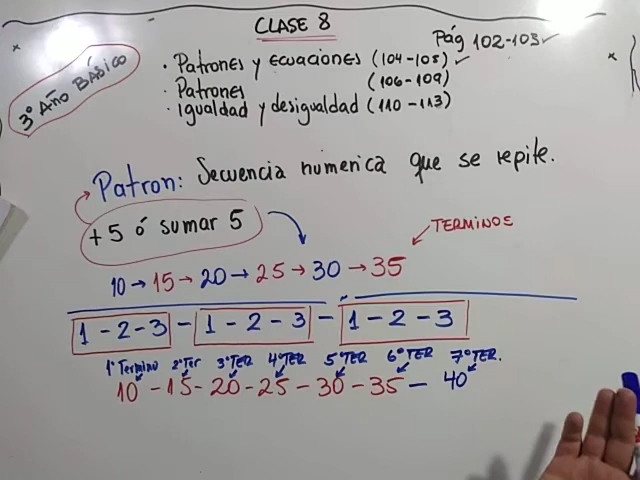 CLASE 8
Pág 102-103 ✓
3° AÑO BÁSICO
· Patrones y ecuaciones (104-105) ✓
· Patrones (106-109)
· Igualdad y desigualdad (110-113)
Patron: Secuencia numerica que se repite.
+5 ó sumar 5
TERMINOS
10→15→20→25→30→35
1-2-3 - 1-2-3 - 1-2-3
1°Termino 2°Ter 3°TER 4°TER 5°TER 6°TER 7°TER.
10 - 15 - 20 - 25 - 30 - 35 - 40